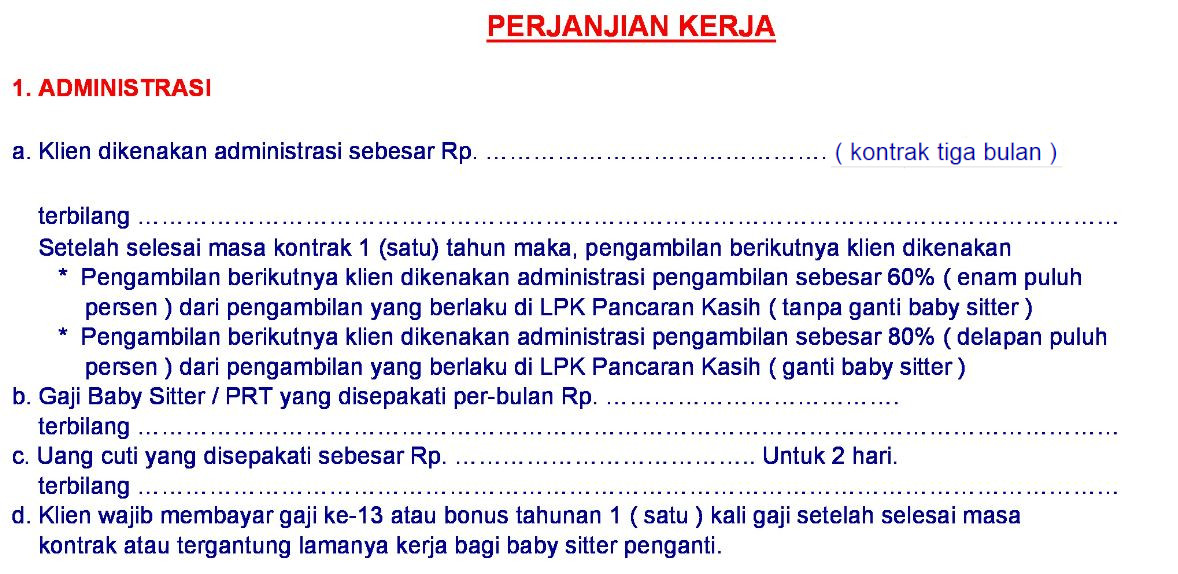 PERJANJIAN KERJA
1. ADMINISTRASI
a. Klien dikenakan administrasi sebesar Rp. ………………………………….. ( kontrak tiga bulan )
terbilang ……………………………………………………………………………………………………………
Setelah selesai masa kontrak 1 (satu) tahun maka, pengambilan berikutnya klien dikenakan
* Pengambilan berikutnya klien dikenakan administrasi pengambilan sebesar 60% ( enam puluh
persen ) dari pengambilan yang berlaku di LPK Pancaran Kasih ( tanpa ganti baby sitter )
* Pengambilan berikutnya klien dikenakan administrasi pengambilan sebesar 80% ( delapan puluh
persen ) dari pengambilan yang berlaku di LPK Pancaran Kasih ( ganti baby sitter )
b. Gaji Baby Sitter / PRT yang disepakati per-bulan Rp. ……………………………….
terbilang ……………………………………………………………………………………………………………
c. Uang cuti yang disepakati sebesar Rp. ……………………………….. Untuk 2 hari.
terbilang ……………………………………………………………………………………………………………
d. Klien wajib membayar gaji ke-13 atau bonus tahunan 1 ( satu ) kali gaji setelah selesai masa
kontrak atau tergantung lamanya kerja bagi baby sitter penganti.